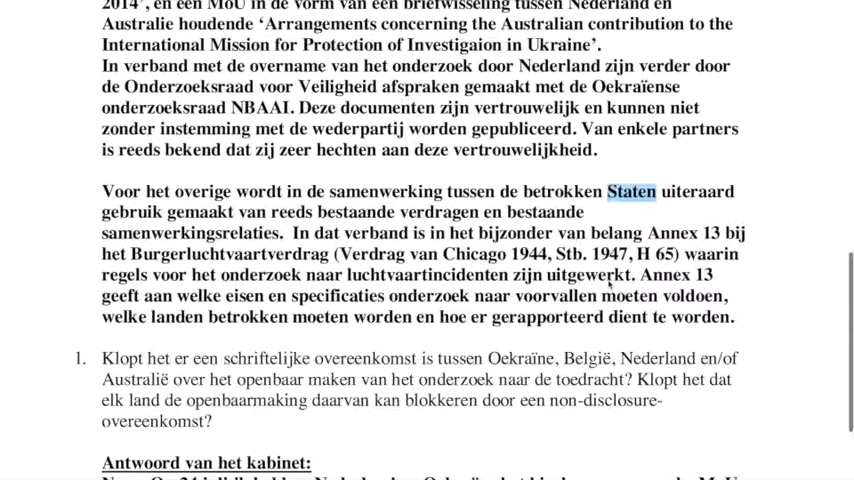 2014’, en een MoU in de vorm van een briefwisseling tussen Nederland en
Australie houdende ‘Arrangements concerning the Australian contribution to the
International Mission for Protection of Investigaion in Ukraine’.
In verband met de overname van het onderzoek door Nederland zijn verder door
de Onderzoeksraad voor Veiligheid afspraken gemaakt met de Oekraïense
onderzoeksraad NBAAI. Deze documenten zijn vertrouwelijk en kunnen niet
zonder instemming met de wederpartij worden gepubliceerd. Van enkele partners
is reeds bekend dat zij zeer hechten aan deze vertrouwelijkheid.
Voor het overige wordt in de samenwerking tussen de betrokken Staten uiteraard
gebruik gemaakt van reeds bestaande verdragen en bestaande
samenwerkingsrelaties. In dat verband is in het bijzonder van belang Annex 13 bij
het Burgerluchtvaartverdrag (Verdrag van Chicago 1944, Stb. 1947, H 65) waarin
regels voor het onderzoek naar luchtvaartincidenten zijn uitgewerkt. Annex 13
geeft aan welke eisen en specificaties onderzoek naar voorvallen moeten voldoen,
welke landen betrokken moeten worden en hoe er gerapporteerd dient te worden.
1. Klopt het er een schriftelijke overeenkomst is tussen Oekraïne, België, Nederland en/of
Australië over het openbaar maken van het onderzoek naar de toedracht? Klopt het dat
elk land de openbaarmaking daarvan kan blokkeren door een non-disclosure-
overeenkomst?
Antwoord van het kabinet: